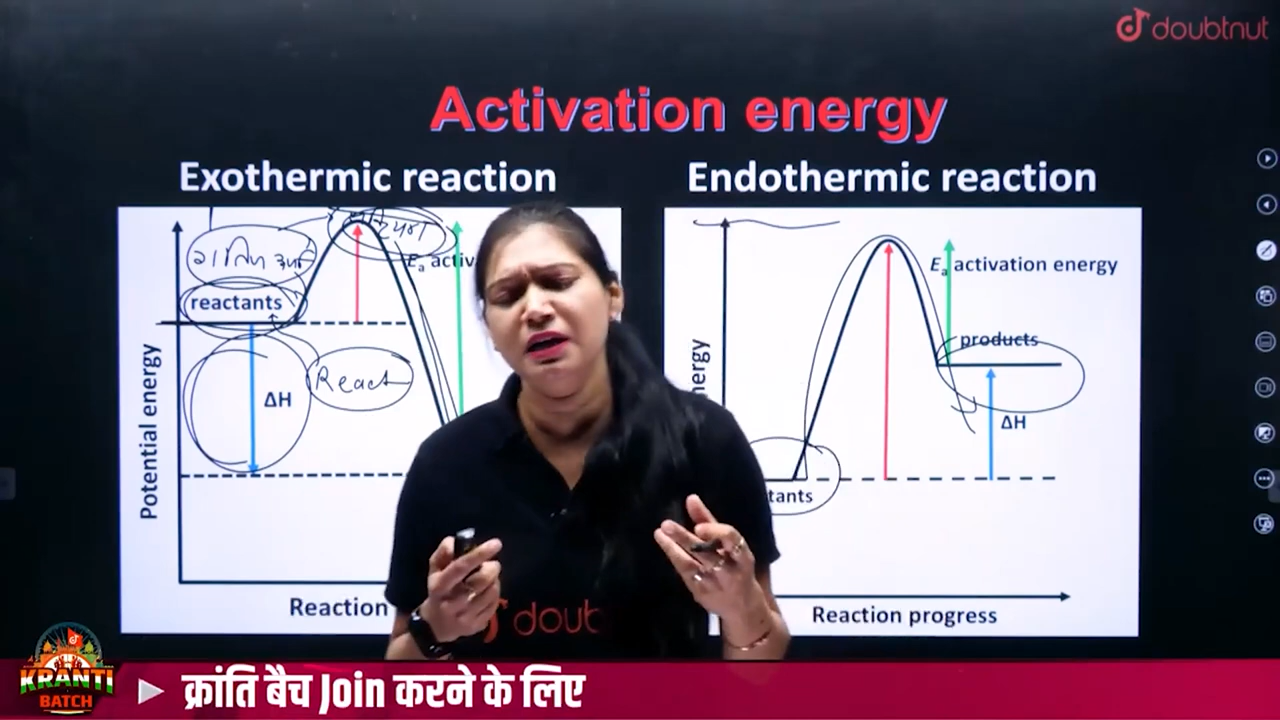 doubtnut
Activation energy
Exothermic reaction
Endothermic reaction
reactants
Eₐ activ
ΔH
React
Potential energy
Reaction
Eₐ activation energy
products
ΔH
tants
nergy
Reaction progress
doubt
KRANTI
BATCH
क्रांति बैच Join करने के लिए